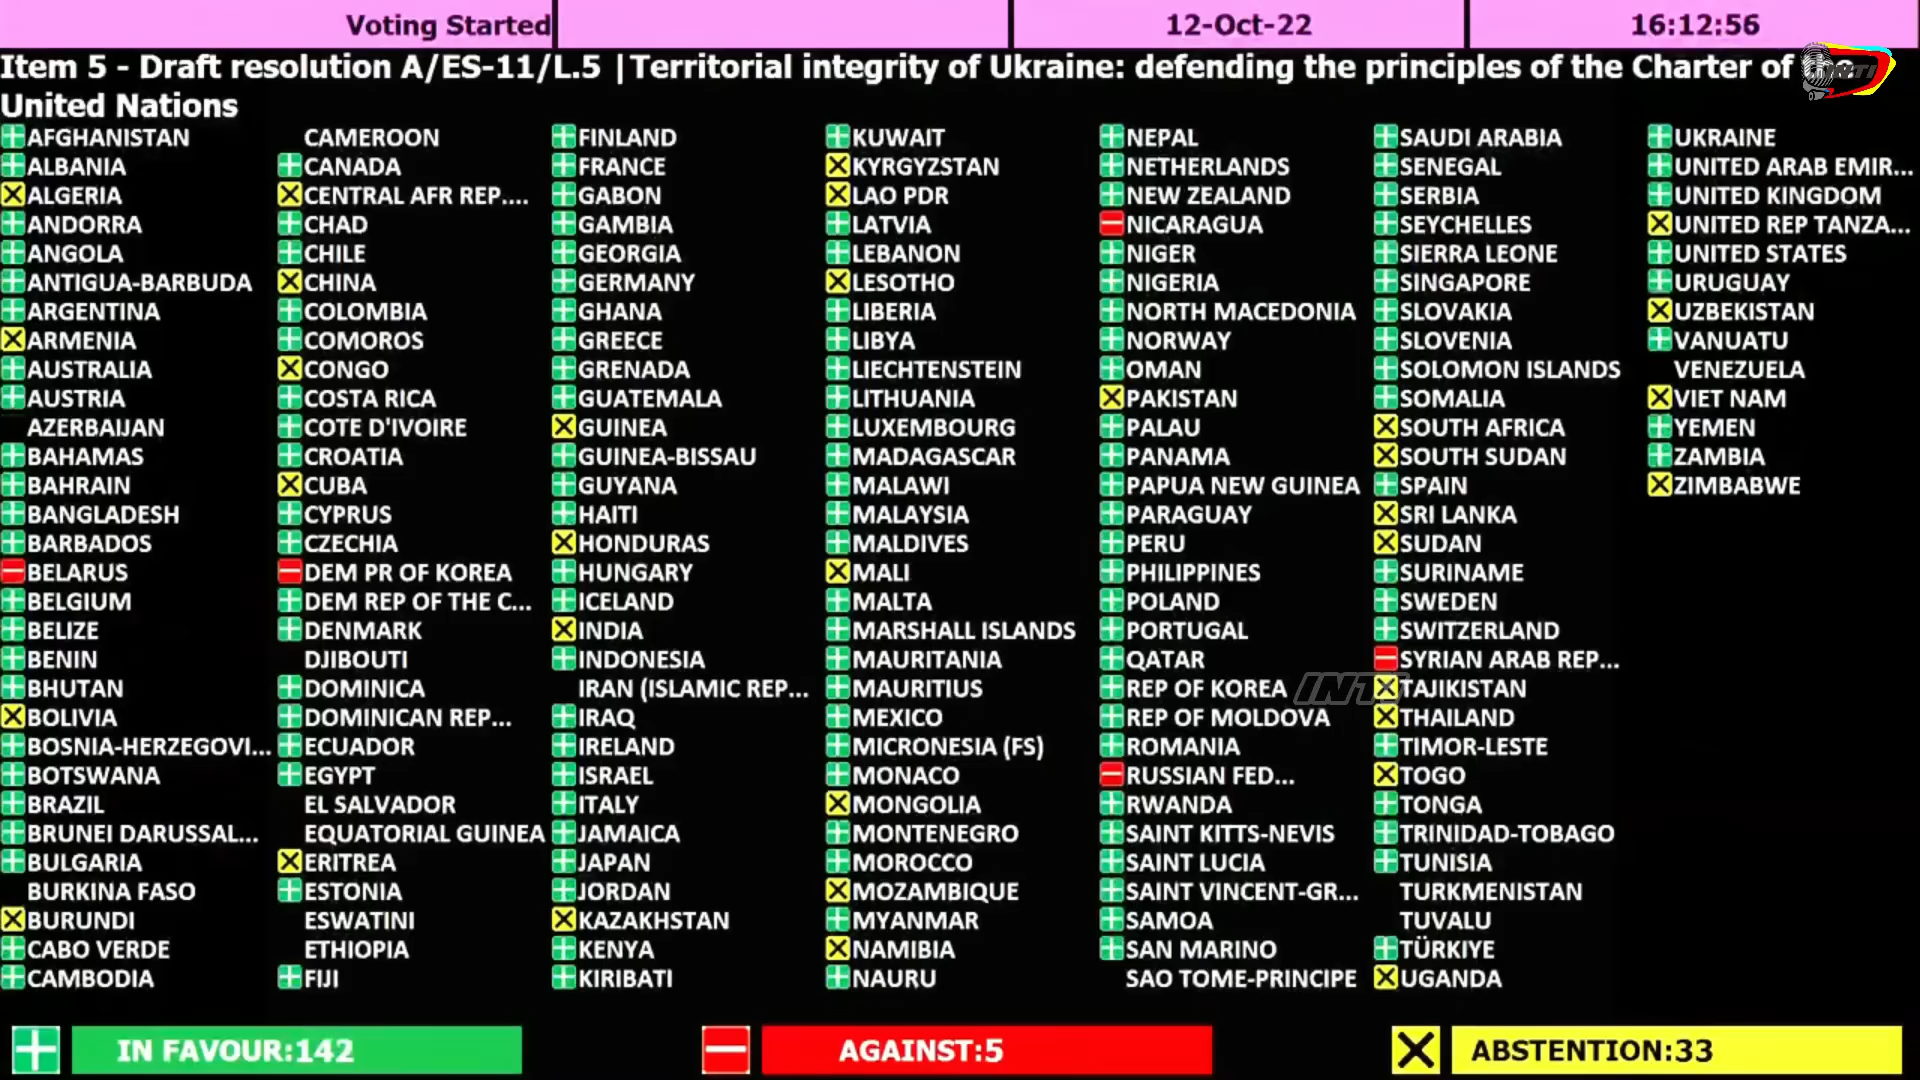 Voting Started 12-Oct-22 16:12:56
Item 5 - Draft resolution A/ES-11/L.5 |Territorial integrity of Ukraine: defending the principles of the Charter of the
United Nations
AFGHANISTAN CAMEROON FINLAND KUWAIT NEPAL SAUDI ARABIA UKRAINE
ALBANIA CANADA FRANCE KYRGYZSTAN NETHERLANDS SENEGAL UNITED ARAB EMIR...
ALGERIA CENTRAL AFR REP.... GABON LAO PDR NEW ZEALAND SERBIA UNITED KINGDOM
ANDORRA CHAD GAMBIA LATVIA NICARAGUA SEYCHELLES UNITED REP TANZA...
ANGOLA CHILE GEORGIA LEBANON NIGER SIERRA LEONE UNITED STATES
ANTIGUA-BARBUDA CHINA GERMANY LESOTHO NIGERIA SINGAPORE URUGUAY
ARGENTINA COLOMBIA GHANA LIBERIA NORTH MACEDONIA SLOVAKIA UZBEKISTAN
ARMENIA COMOROS GREECE LIBYA NORWAY SLOVENIA VANUATU
AUSTRALIA CONGO GRENADA LIECHTENSTEIN OMAN SOLOMON ISLANDS VENEZUELA
AUSTRIA COSTA RICA GUATEMALA LITHUANIA PAKISTAN SOMALIA VIET NAM
AZERBAIJAN COTE D'IVOIRE GUINEA LUXEMBOURG PALAU SOUTH AFRICA YEMEN
BAHAMAS CROATIA GUINEA-BISSAU MADAGASCAR PANAMA SOUTH SUDAN ZAMBIA
BAHRAIN CUBA GUYANA MALAWI PAPUA NEW GUINEA SPAIN ZIMBABWE
BANGLADESH CYPRUS HAITI MALAYSIA PARAGUAY SRI LANKA
BARBADOS CZECHIA HONDURAS MALDIVES PERU SUDAN
BELARUS DEM PR OF KOREA HUNGARY MALI PHILIPPINES SURINAME
BELGIUM DEM REP OF THE C... ICELAND MALTA POLAND SWEDEN
BELIZE DENMARK INDIA MARSHALL ISLANDS PORTUGAL SWITZERLAND
BENIN DJIBOUTI INDONESIA MAURITANIA QATAR SYRIAN ARAB REP...
BHUTAN DOMINICA IRAN (ISLAMIC REP... MAURITIUS REP OF KOREA TAJIKISTAN
BOLIVIA DOMINICAN REP... IRAQ MEXICO REP OF MOLDOVA THAILAND
BOSNIA-HERZEGOVI... ECUADOR IRELAND MICRONESIA (FS) ROMANIA TIMOR-LESTE
BOTSWANA EGYPT ISRAEL MONACO RUSSIAN FED... TOGO
BRAZIL EL SALVADOR ITALY MONGOLIA RWANDA TONGA
BRUNEI DARUSSAL... EQUATORIAL GUINEA JAMAICA MONTENEGRO SAINT KITTS-NEVIS TRINIDAD-TOBAGO
BULGARIA ERITREA JAPAN MOROCCO SAINT LUCIA TUNISIA
BURKINA FASO ESTONIA JORDAN MOZAMBIQUE SAINT VINCENT-GR... TURKMENISTAN
BURUNDI ESWATINI KAZAKHSTAN MYANMAR SAMOA TUVALU
CABO VERDE ETHIOPIA KENYA NAMIBIA SAN MARINO TÜRKIYE
CAMBODIA FIJI KIRIBATI NAURU SAO TOME-PRINCIPE UGANDA
IN FAVOUR:142 AGAINST:5 ABSTENTION:33